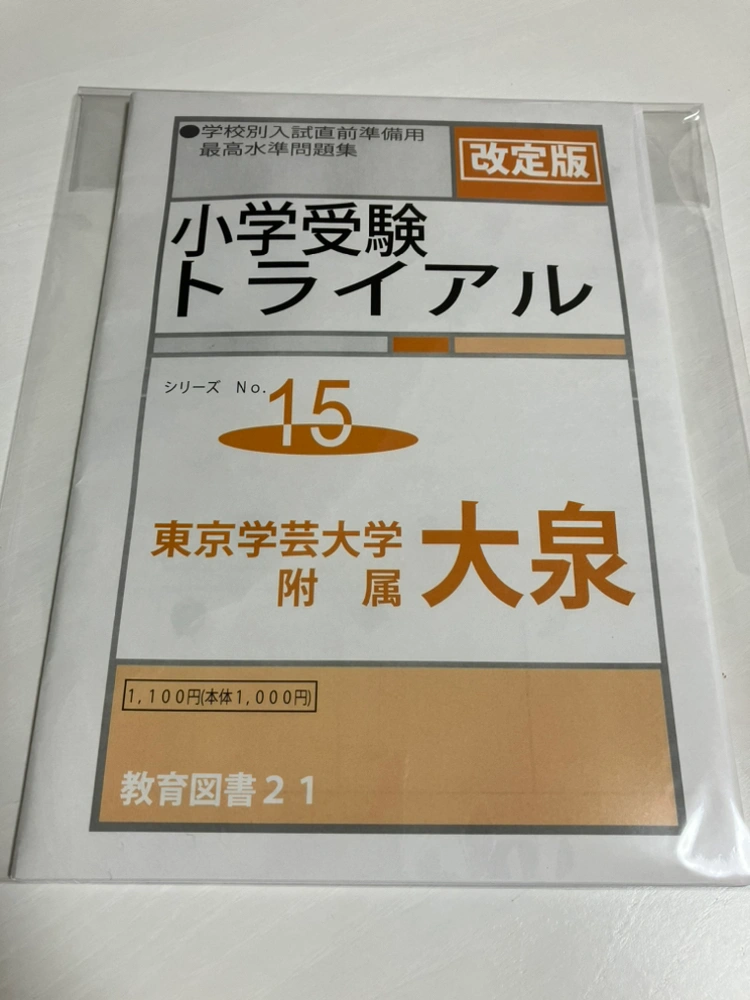 ●学校別入試直前準備用
最高水準問題集
改定版
小学受験
トライアル
シリーズ　No.15
東京学芸大学
附　属
大泉
1,100円(本体1,000円)
教育図書21